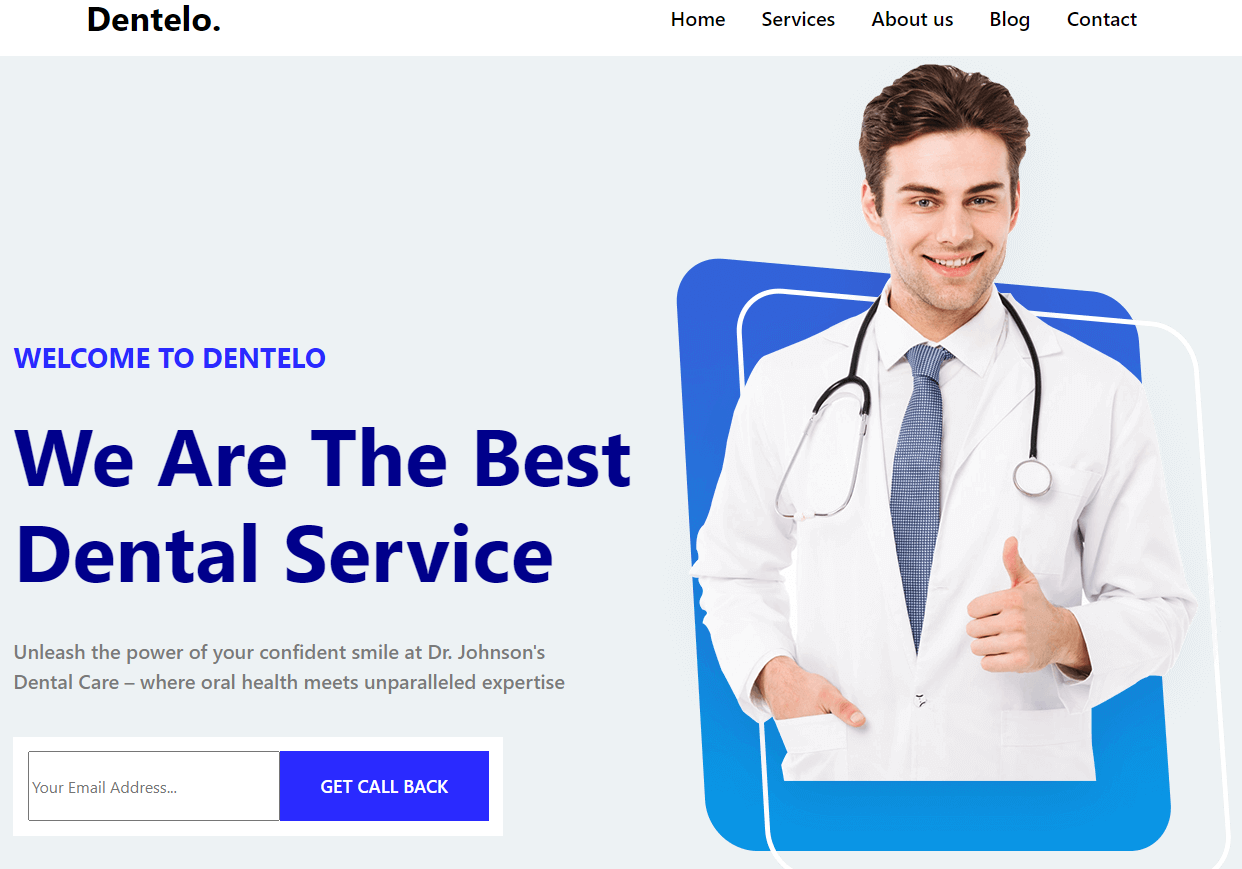 Dentelo.
Home Services About us Blog Contact
WELCOME TO DENTELO
We Are The Best
Dental Service
Unleash the power of your confident smile at Dr. Johnson's
Dental Care – where oral health meets unparalleled expertise
Your Email Address...
GET CALL BACK